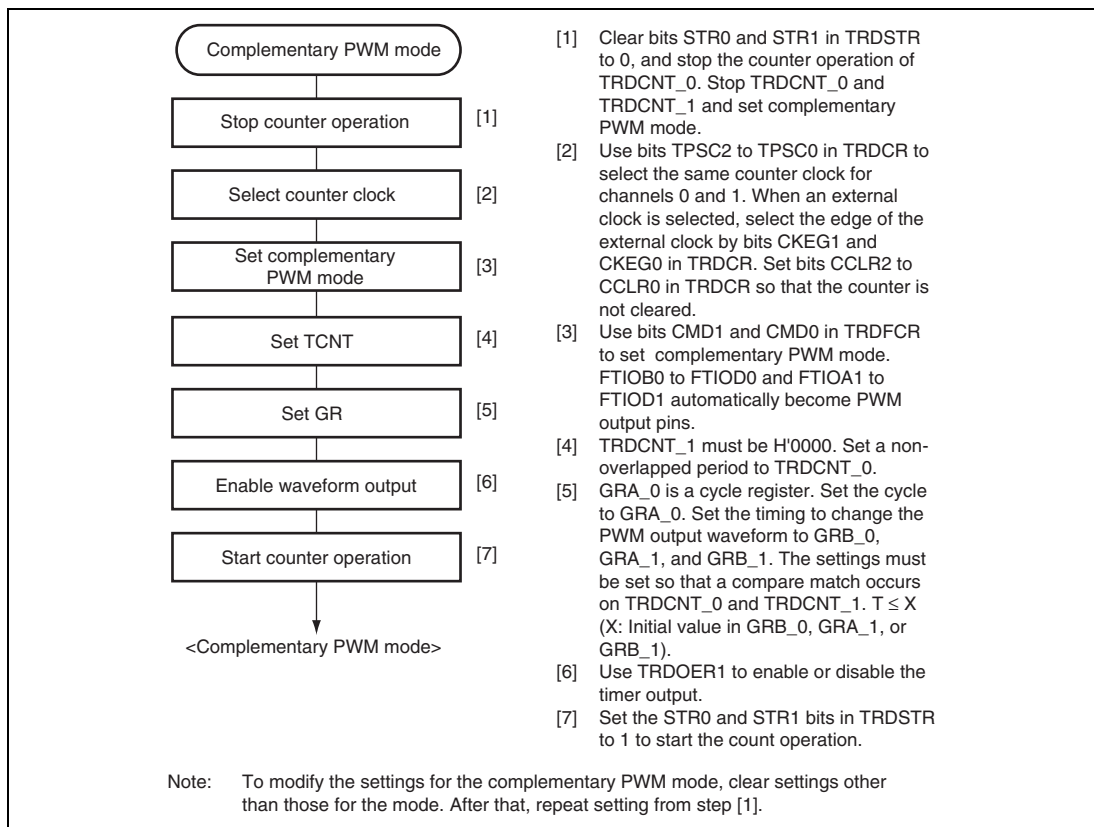 Complementary PWM mode
Stop counter operation [1]
Select counter clock [2]
Set complementary
PWM mode [3]
Set TCNT [4]
Set GR [5]
Enable waveform output [6]
Start counter operation [7]
<Complementary PWM mode>
[1] Clear bits STR0 and STR1 in TRDSTR
to 0, and stop the counter operation of
TRDCNT_0. Stop TRDCNT_0 and
TRDCNT_1 and set complementary
PWM mode.
[2] Use bits TPSC2 to TPSC0 in TRDCR to
select the same counter clock for
channels 0 and 1. When an external
clock is selected, select the edge of the
external clock by bits CKEG1 and
CKEG0 in TRDCR. Set bits CCLR2 to
CCLR0 in TRDCR so that the counter is
not cleared.
[3] Use bits CMD1 and CMD0 in TRDFCR
to set complementary PWM mode.
FTIOB0 to FTIOD0 and FTIOA1 to
FTIOD1 automatically become PWM
output pins.
[4] TRDCNT_1 must be H'0000. Set a non-
overlapped period to TRDCNT_0.
[5] GRA_0 is a cycle register. Set the cycle
to GRA_0. Set the timing to change the
PWM output waveform to GRB_0,
GRA_1, and GRB_1. The settings must
be set so that a compare match occurs
on TRDCNT_0 and TRDCNT_1. T ≤ X
(X: Initial value in GRB_0, GRA_1, or
GRB_1).
[6] Use TRDOER1 to enable or disable the
timer output.
[7] Set the STR0 and STR1 bits in TRDSTR
to 1 to start the count operation.
Note: To modify the settings for the complementary PWM mode, clear settings other
than those for the mode. After that, repeat setting from step [1].